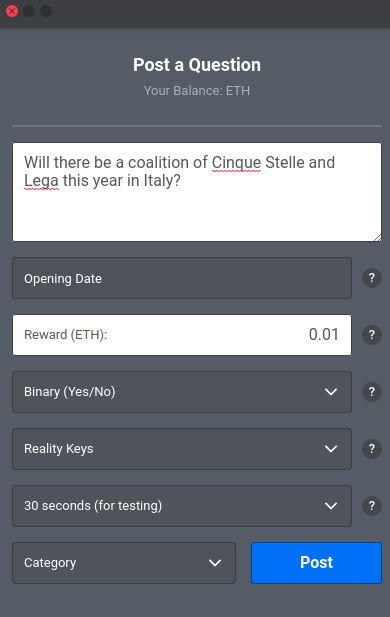 Post a Question
Your Balance: ETH
Will there be a coalition of Cinque Stelle and
Lega this year in Italy?
Opening Date
?
Reward (ETH): 0.01
?
Binary (Yes/No)
?
Reality Keys
?
30 seconds (for testing)
?
Category
Post